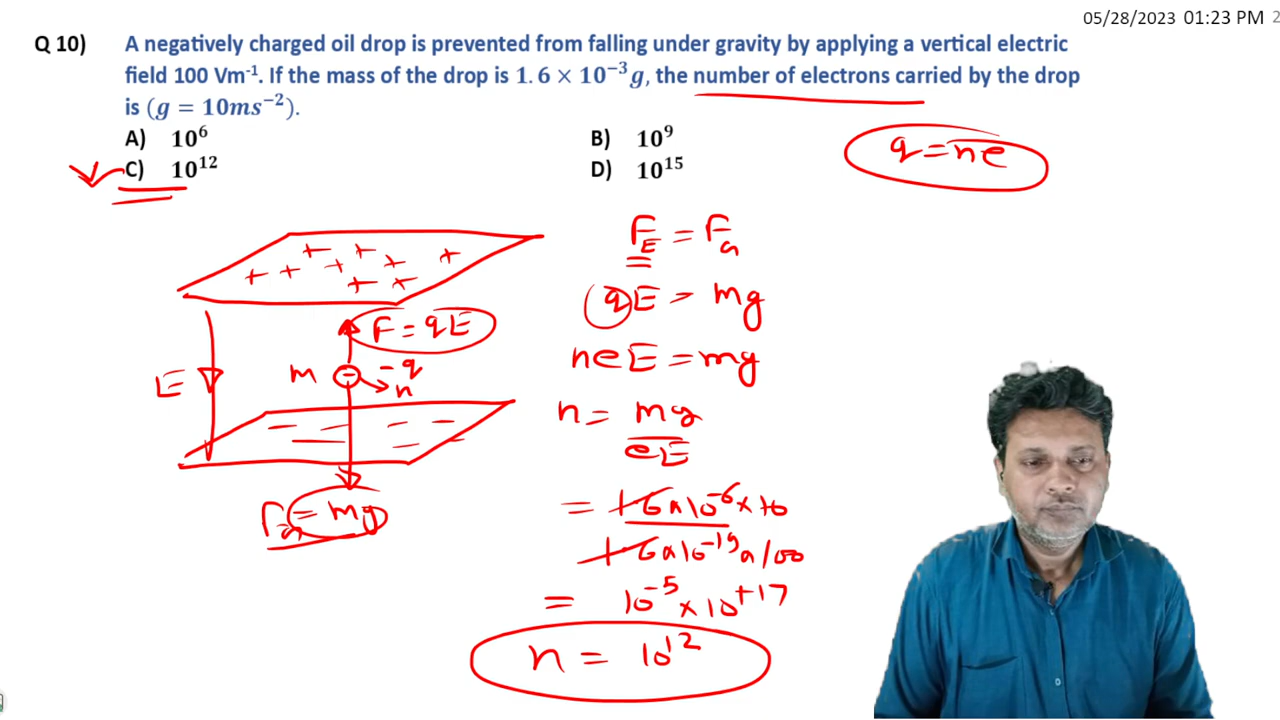 05/28/2023 01:23 PM 2
Q 10) A negatively charged oil drop is prevented from falling under gravity by applying a vertical electric
field 100 Vm⁻¹. If the mass of the drop is 1.6 × 10⁻³g, the number of electrons carried by the drop
is (g = 10ms⁻²).
A) 10⁶ B) 10⁹
C) 10¹² D) 10¹⁵
q = ne
F_E = F_G
qE = mg
neE = mg
n = mg
eE
= 1.6 x 10⁻⁶ x 10
1.6 x 10⁻¹⁹ x 100
= 10⁻⁵ x 10⁺¹⁷
n = 10¹²
+ + + + + + + + +
F = qE
E
m − −q
n
− − − − − −
F_G = mg